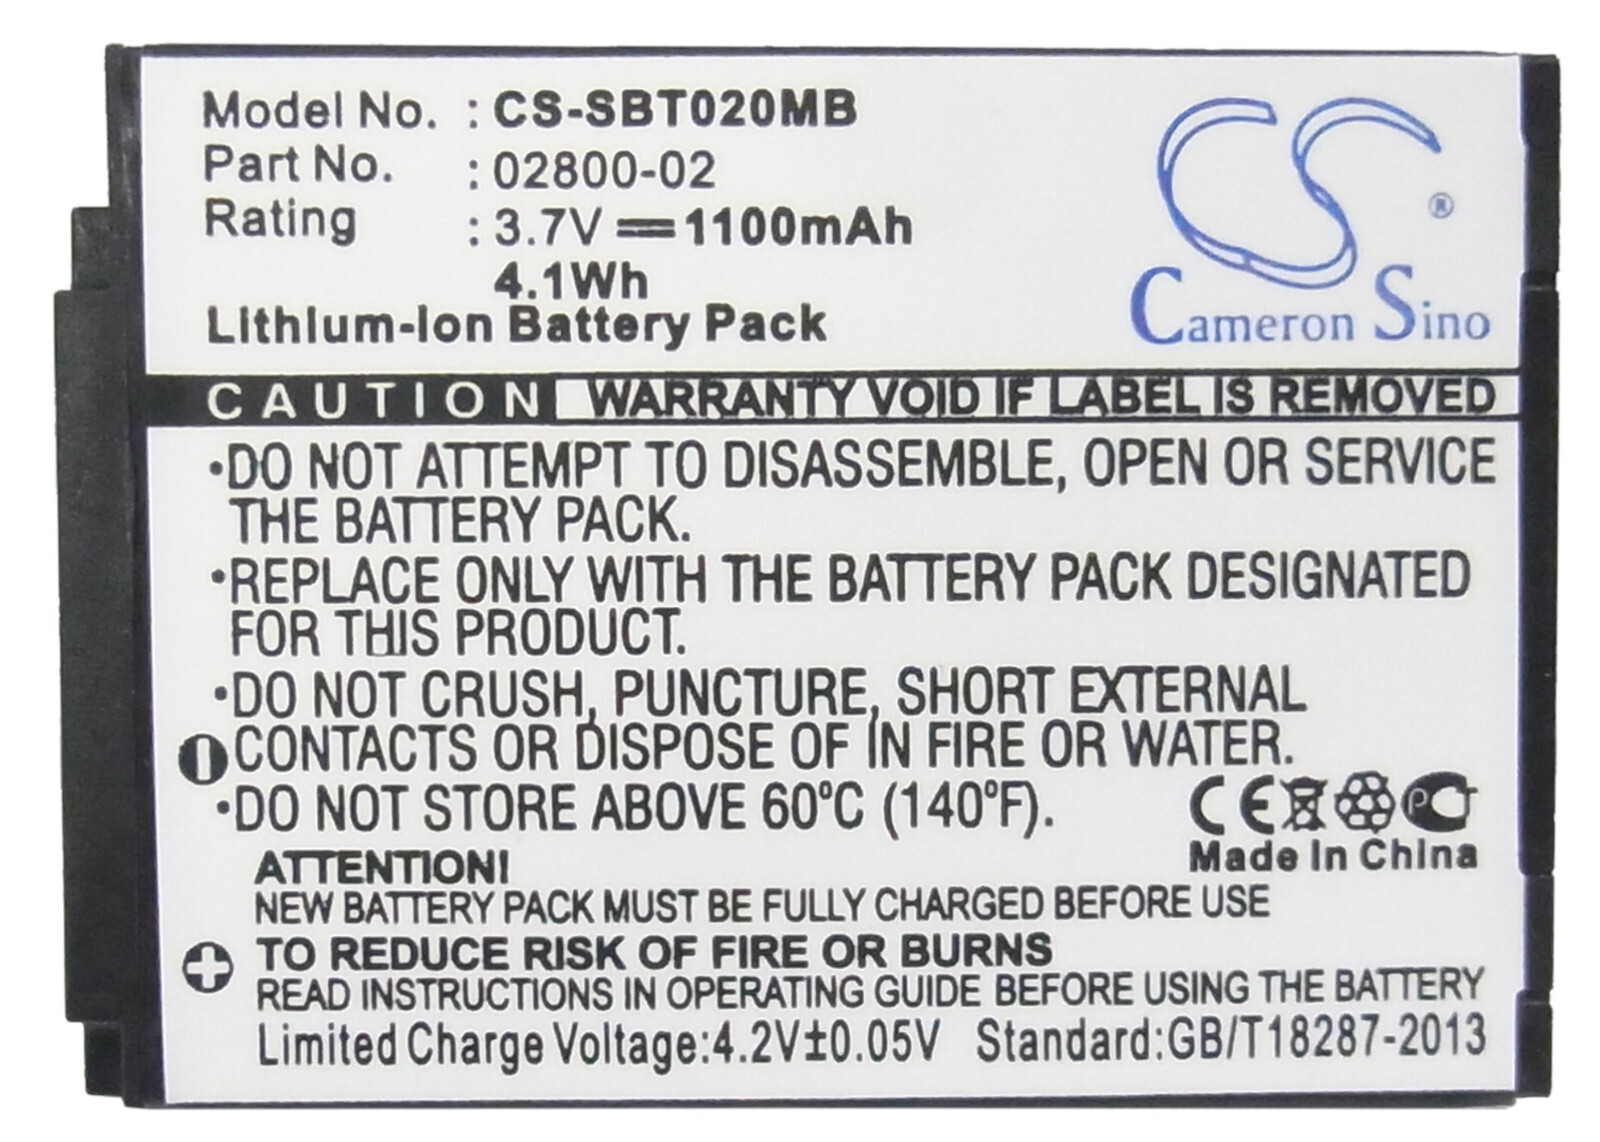 Model No. : CS-SBT020MB
Part No. : 02800-02
Rating : 3.7V 1100mAh
4.1Wh
Lithium-Ion Battery Pack
CS ®
Cameron Sino
CAUTION WARRANTY VOID IF LABEL IS REMOVED
•DO NOT ATTEMPT TO DISASSEMBLE, OPEN OR SERVICE
THE BATTERY PACK.
•REPLACE ONLY WITH THE BATTERY PACK DESIGNATED
FOR THIS PRODUCT.
•DO NOT CRUSH, PUNCTURE, SHORT EXTERNAL
CONTACTS OR DISPOSE OF IN FIRE OR WATER.
•DO NOT STORE ABOVE 60°C (140°F).
CE PC
Made In China
ATTENTION!
NEW BATTERY PACK MUST BE FULLY CHARGED BEFORE USE
TO REDUCE RISK OF FIRE OR BURNS
READ INSTRUCTIONS IN OPERATING GUIDE BEFORE USING THE BATTERY
Limited Charge Voltage:4.2V±0.05V Standard:GB/T18287-2013